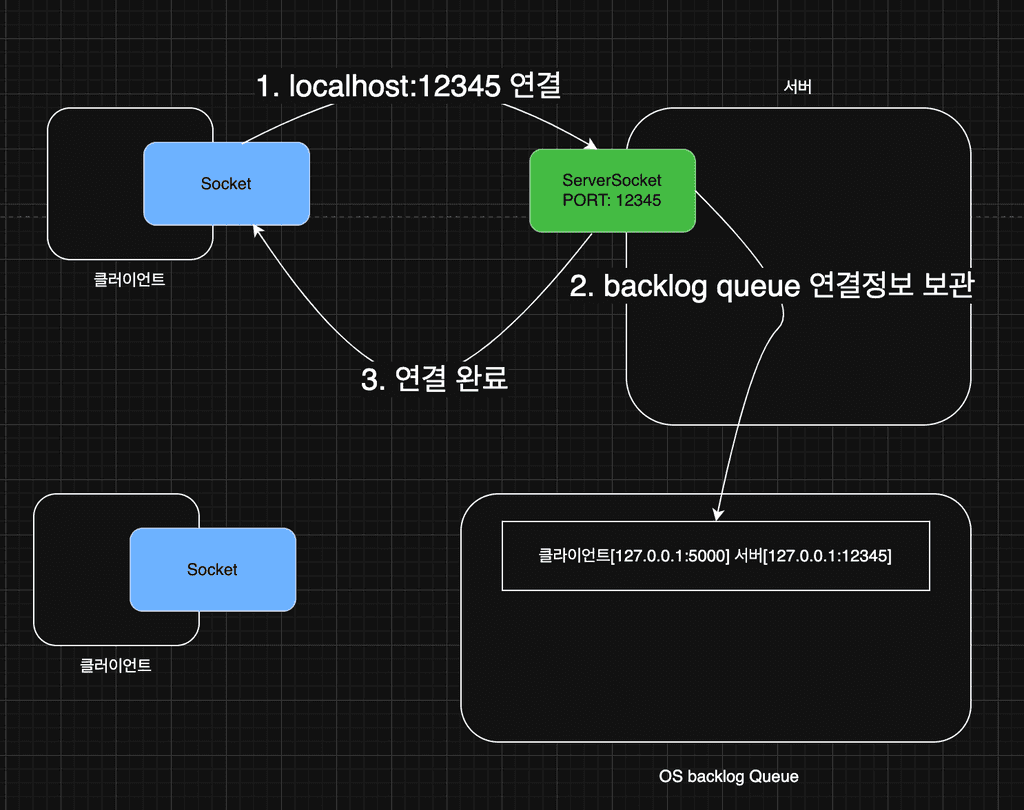 1. localhost:12345 연결
서버
Socket
ServerSocket
PORT: 12345
클러이언트
2. backlog queue 연결정보 보관
3. 연결 완료
Socket
클러이언트
클라이언트[127.0.0.1:5000] 서버[127.0.0.1:12345]
OS backlog Queue